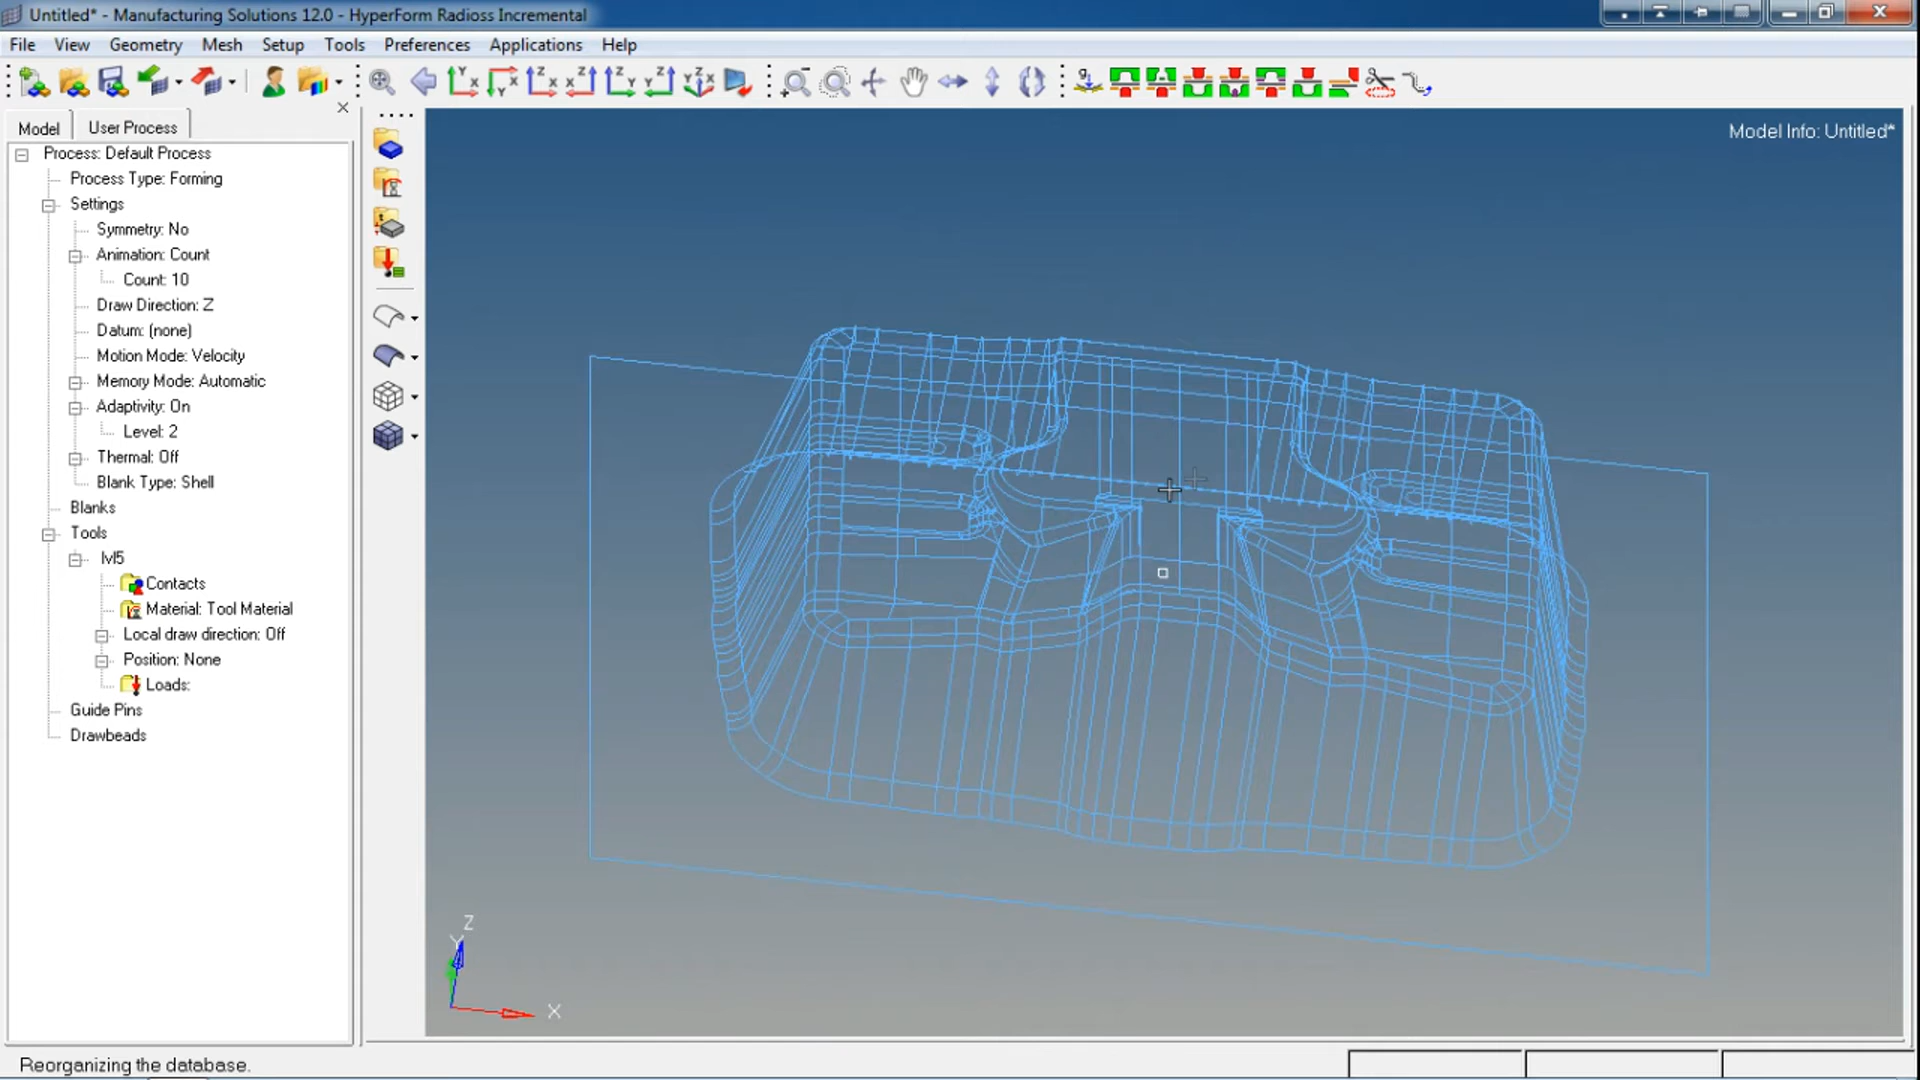 Untitled* - Manufacturing Solutions 12.0 - HyperForm Radioss Incremental
File View Geometry Mesh Setup Tools Preferences Applications Help
Model User Process
Process: Default Process
Process Type: Forming
Settings
Symmetry: No
Animation: Count
Count: 10
Draw Direction: Z
Datum: (none)
Motion Mode: Velocity
Memory Mode: Automatic
Adaptivity: On
Level: 2
Thermal: Off
Blank Type: Shell
Blanks
Tools
lvl5
Contacts
Material: Tool Material
Local draw direction: Off
Position: None
Loads:
Guide Pins
Drawbeads
Model Info: Untitled*
Z
Y
X
Reorganizing the database.